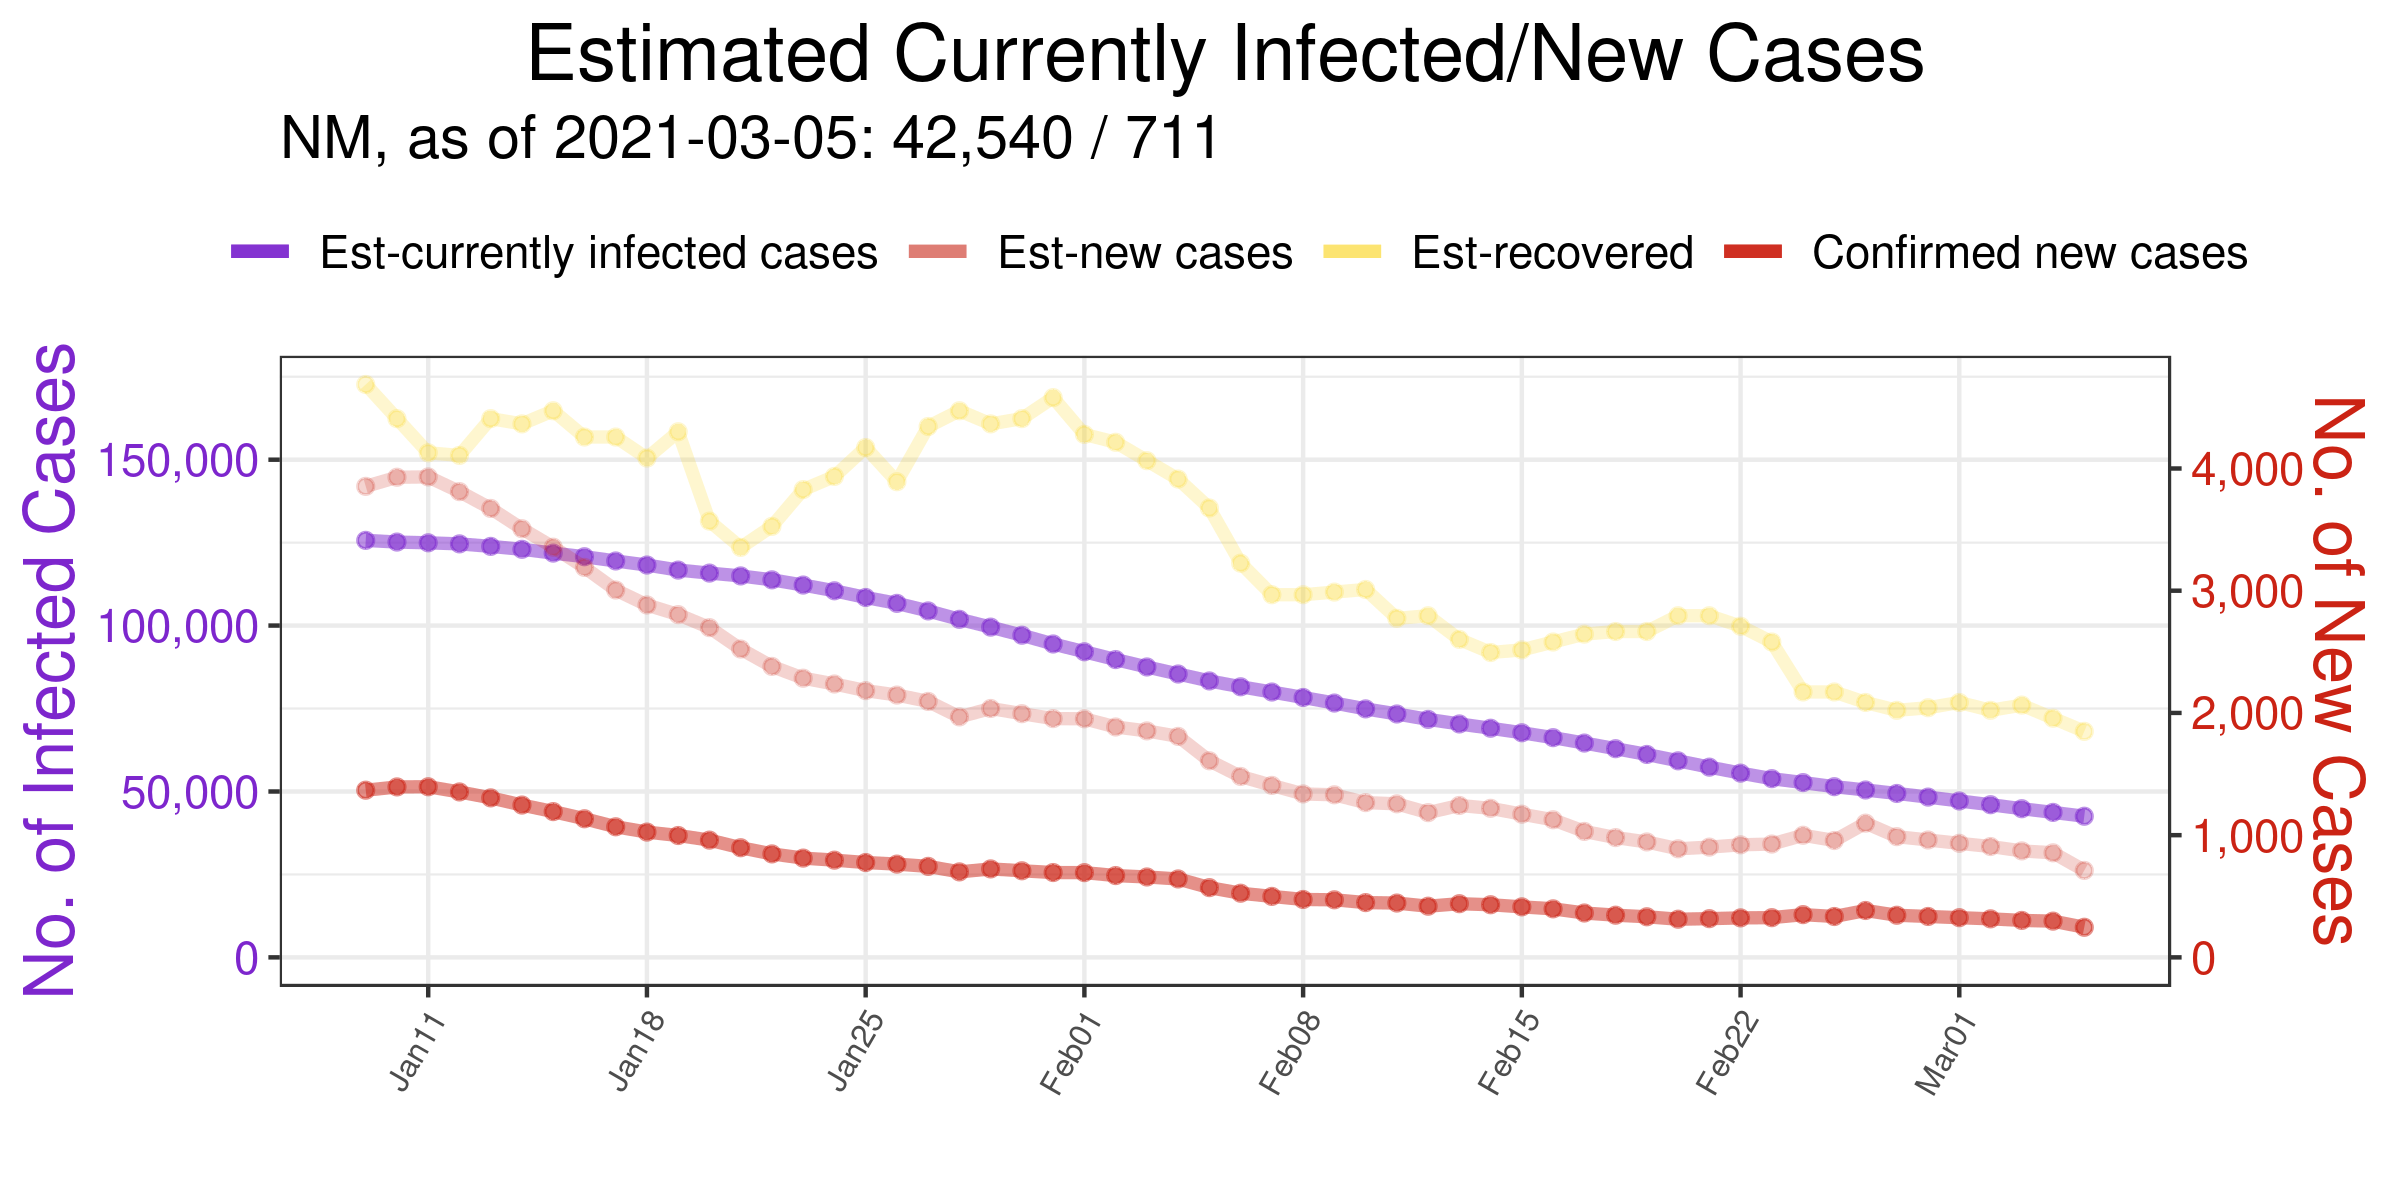 Estimated Currently Infected/New Cases
NM, as of 2021-03-05: 42,540 / 711
Est-currently infected cases Est-new cases Est-recovered Confirmed new cases
No. of Infected Cases
150,000
100,000
50,000
0
4,000
3,000
2,000
1,000
0
No. of New Cases
Jan11 Jan18 Jan25 Feb01 Feb08 Feb15 Feb22 Mar01